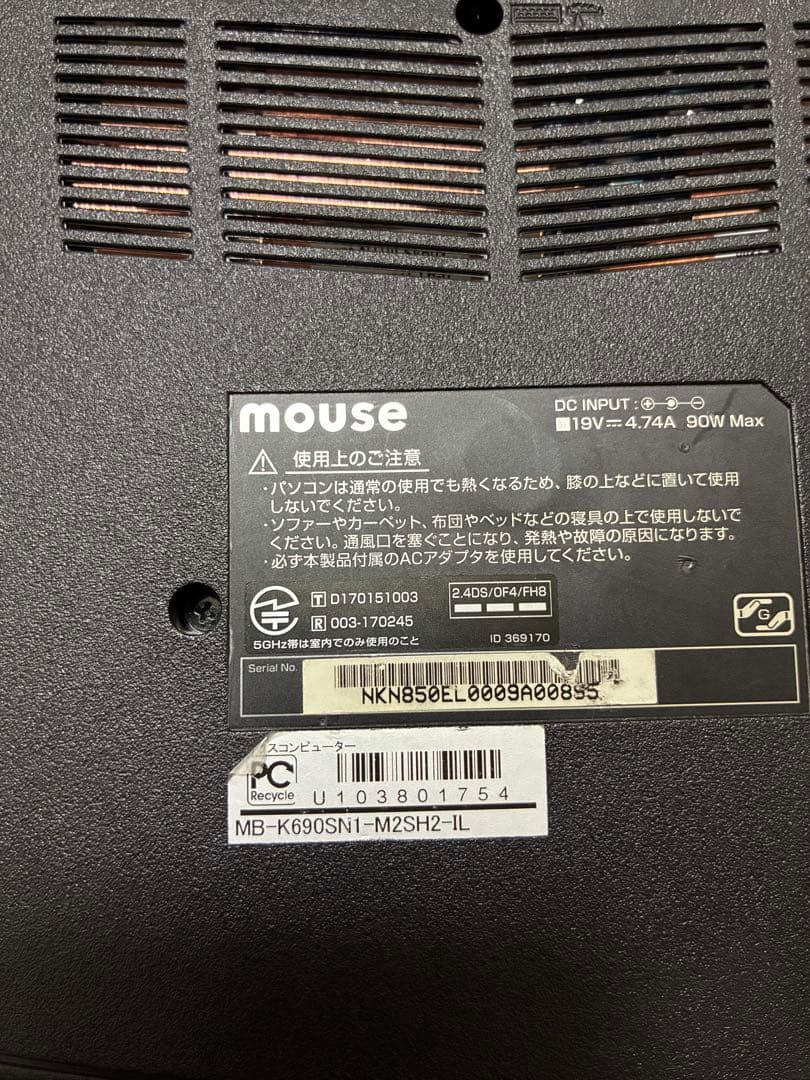 mouse
DC INPUT :
19V 4.74A 90W Max
使用上のご注意
・パソコンは通常の使用でも熱くなるため、膝の上などに置いて使用
しないでください。
・ソファーやカーペット、布団やベッドなどの寝具の上で使用しないで
ください。通風口を塞ぐことになり、発熱や故障の原因になります。
・必ず本製品付属のACアダプタを使用してください。
T D170151003
R 003-170245
2.4DS/OF4/FH8
5GHz帯は室内でのみ使用のこと
ID 369170
G
Serial No.
NKN850EL0009A00895
スコンピューター
PC
Recycle
U103801754
MB-K690SN1-M2SH2-IL